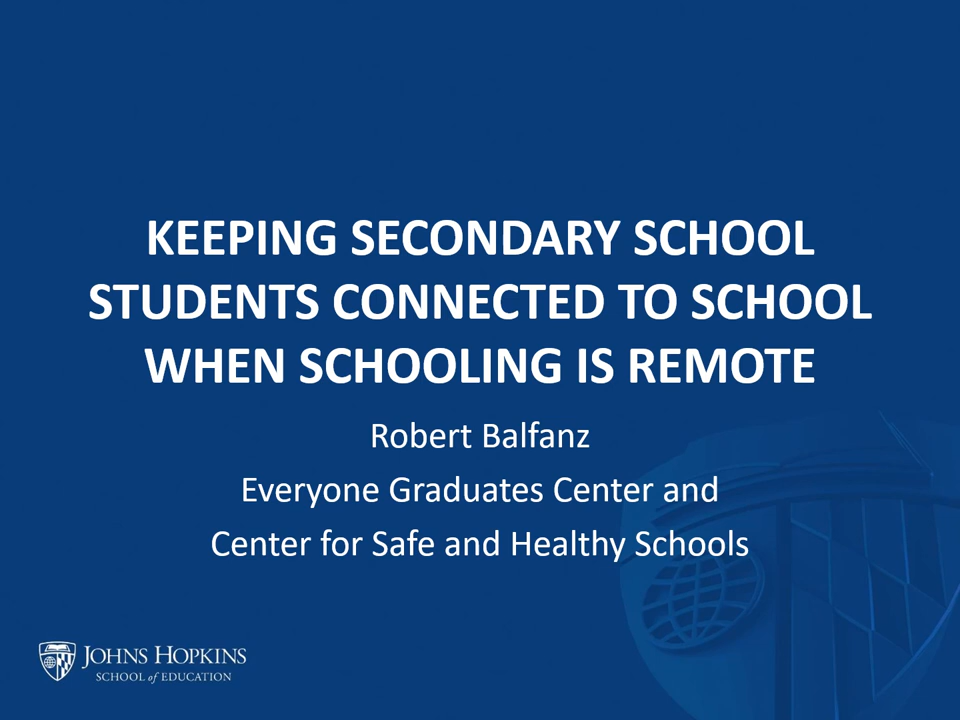 KEEPING SECONDARY SCHOOL
STUDENTS CONNECTED TO SCHOOL
WHEN SCHOOLING IS REMOTE
Robert Balfanz
Everyone Graduates Center and
Center for Safe and Healthy Schools
JOHNS HOPKINS
SCHOOL of EDUCATION